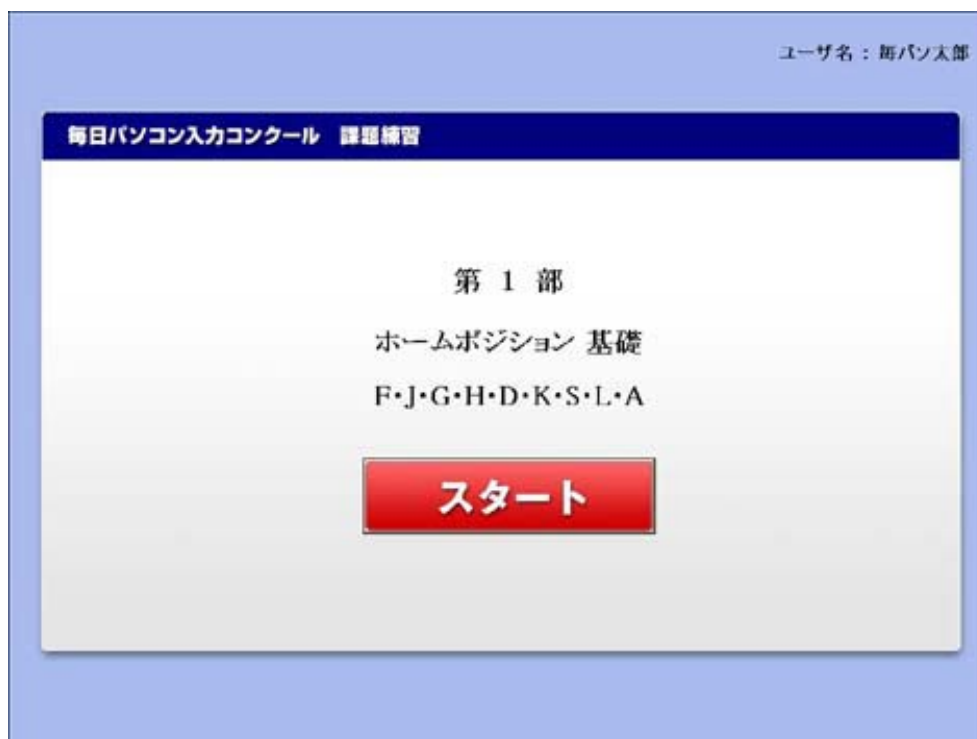 ユーザ名 : 毎パソ太郎
毎日パソコン入力コンクール 課題練習
第 1 部
ホームポジション 基礎
F・J・G・H・D・K・S・L・A
スタート